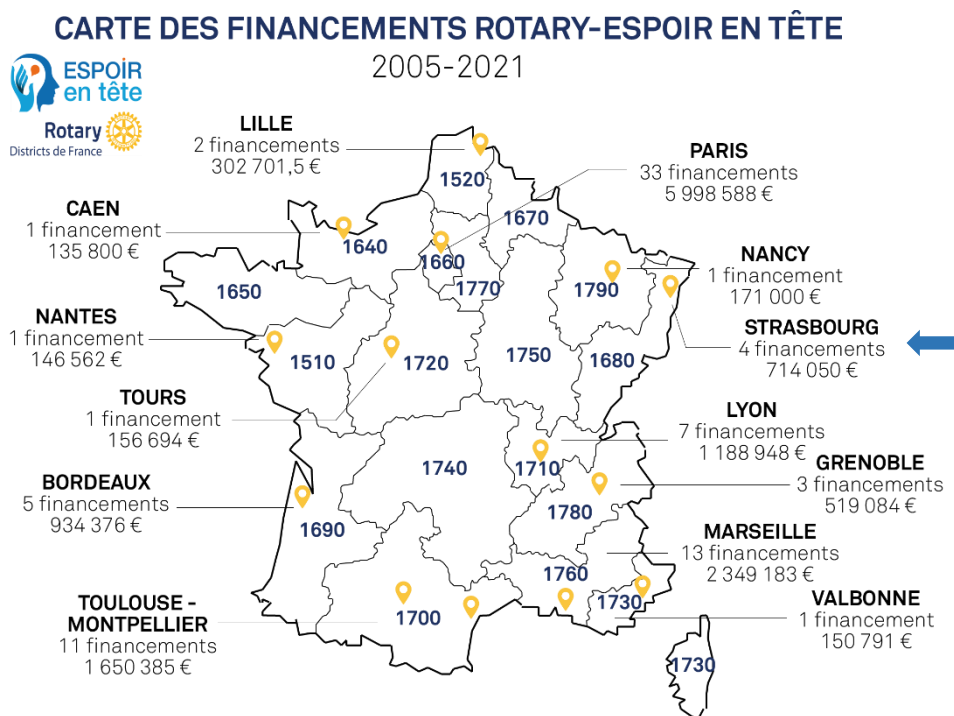 CARTE DES FINANCEMENTS ROTARY-ESPOIR EN TÊTE
2005-2021
ESPOIR
en tête
Rotary
Districts de France
LILLE
2 financements
302 701,5 €
PARIS
33 financements
5 998 588 €
CAEN
1 financement
135 800 €
NANCY
1 financement
171 000 €
NANTES
1 financement
146 562 €
STRASBOURG
4 financements
714 050 €
TOURS
1 financement
156 694 €
LYON
7 financements
1 188 948 €
BORDEAUX
5 financements
934 376 €
GRENOBLE
3 financements
519 084 €
MARSEILLE
13 financements
2 349 183 €
TOULOUSE -
MONTPELLIER
11 financements
1 650 385 €
VALBONNE
1 financement
150 791 €
1520
1670
1640
1660
1650
1770
1790
1510
1720
1750
1680
1740
1710
1780
1690
1760
1700
1730
1730